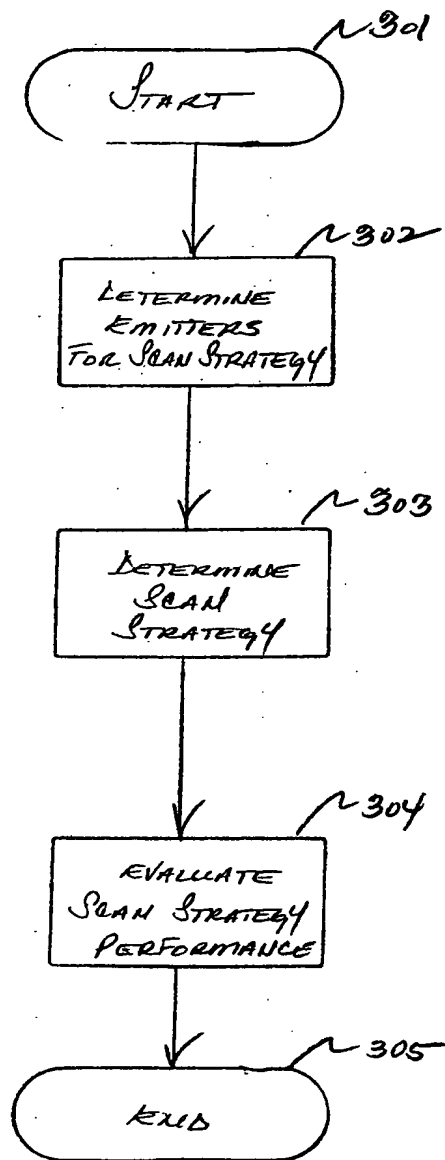 301
START
302
DETERMINE
EMITTERS
FOR SCAN STRATEGY
303
DETERMINE
SCAN
STRATEGY
304
EVALUATE
SCAN STRATEGY
PERFORMANCE
305
END